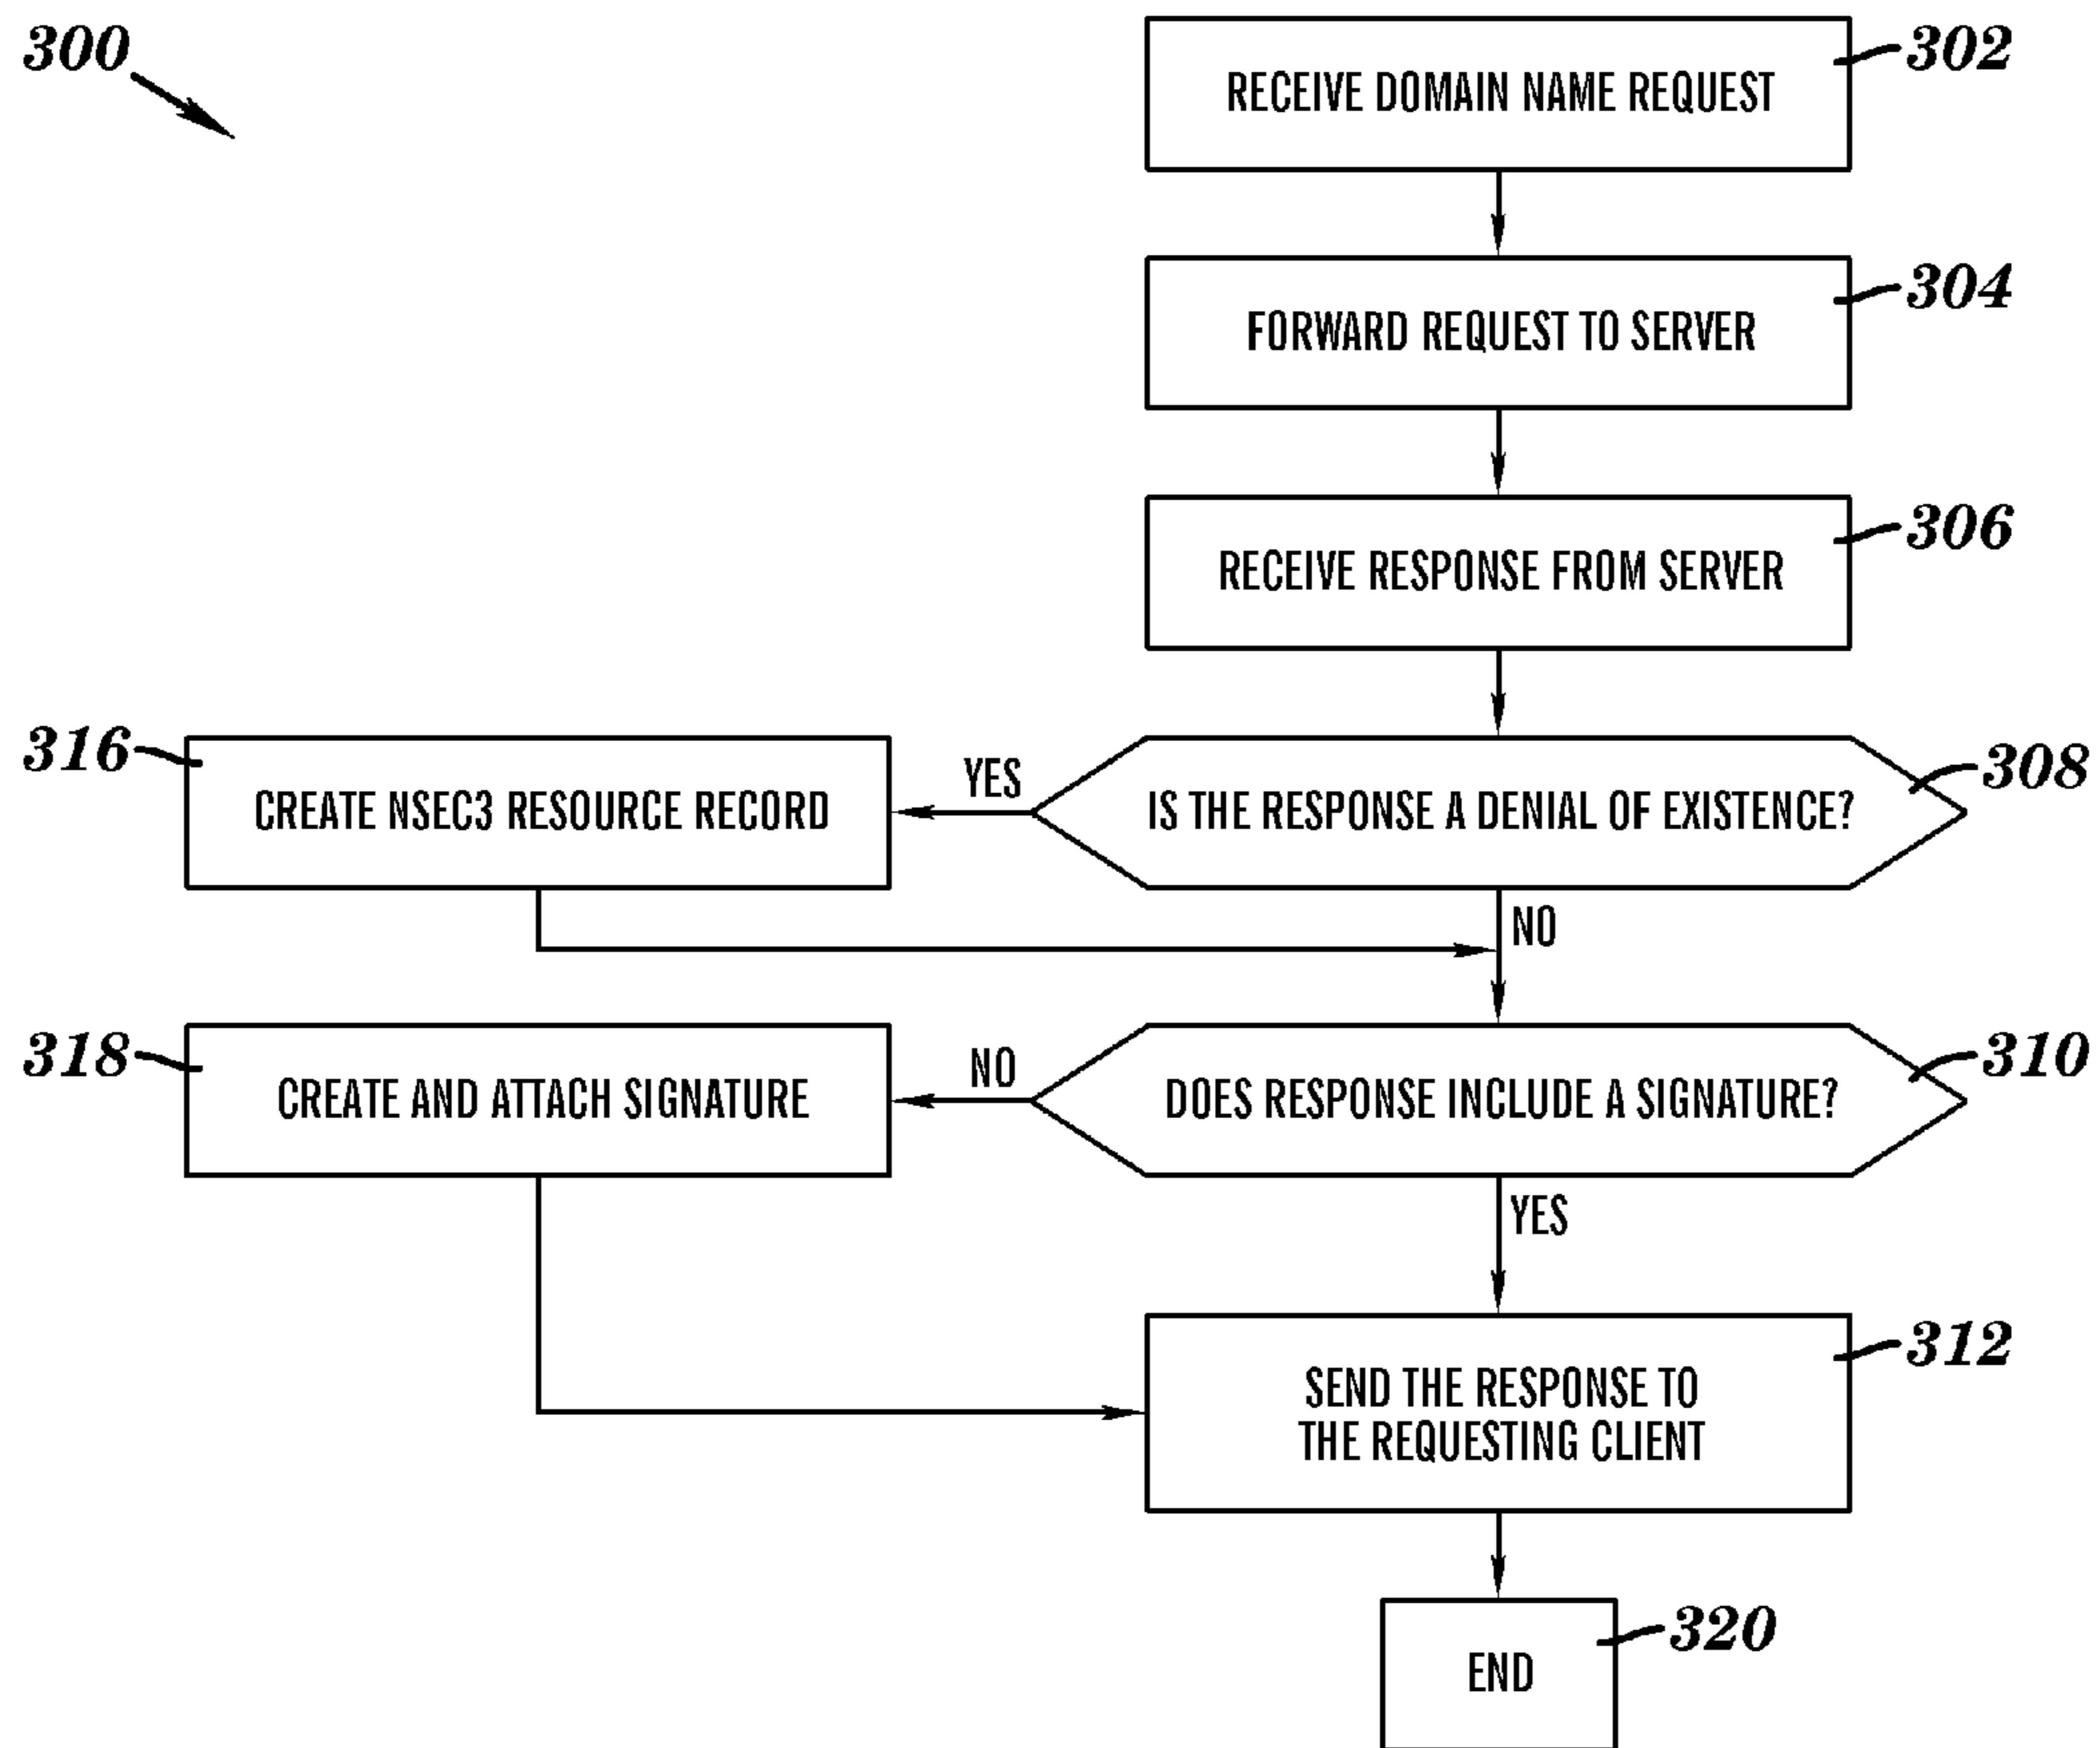 300
RECEIVE DOMAIN NAME REQUEST
302
FORWARD REQUEST TO SERVER
304
RECEIVE RESPONSE FROM SERVER
306
316
CREATE NSEC3 RESOURCE RECORD
YES
IS THE RESPONSE A DENIAL OF EXISTENCE?
308
NO
318
CREATE AND ATTACH SIGNATURE
NO
DOES RESPONSE INCLUDE A SIGNATURE?
310
YES
SEND THE RESPONSE TO
THE REQUESTING CLIENT
312
END
320